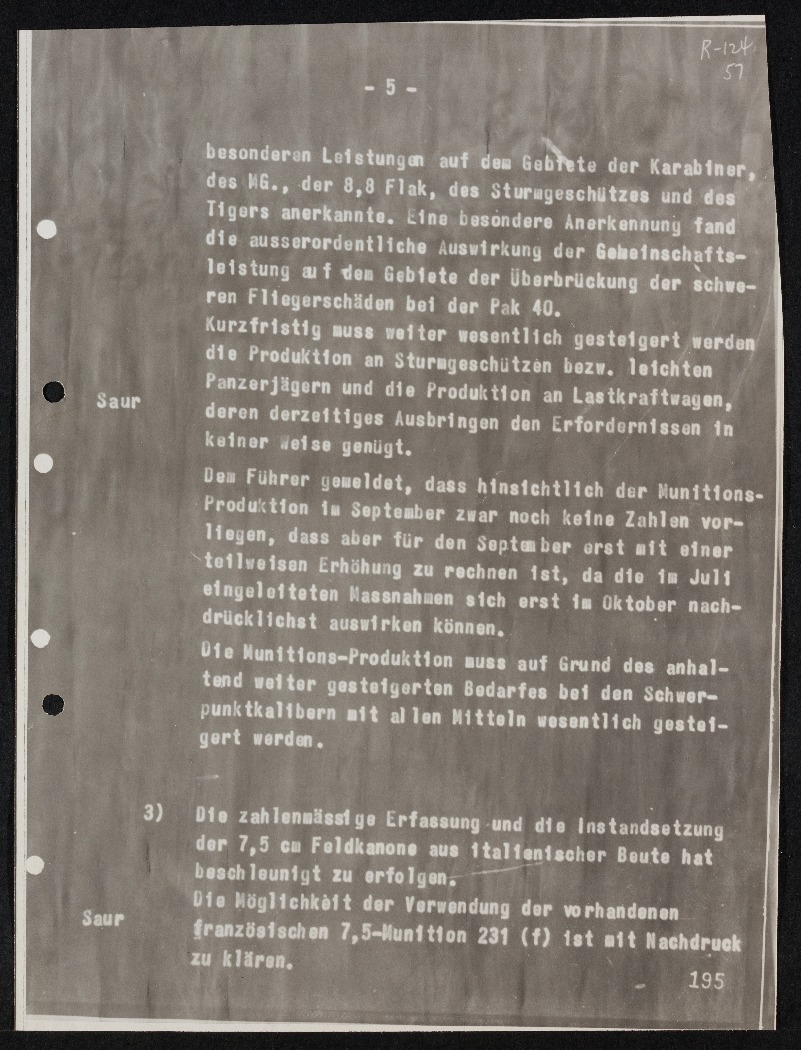 R-124
57
- 5 -
besonderen Leistungen auf dem Gebiete der Karabiner,
des MG., der 8,8 Flak, des Sturmgeschützes und des
Tigers anerkannte. Eine besondere Anerkennung fand
die ausserordentliche Auswirkung der Gemeinschafts-
leistung auf dem Gebiete der Überbrückung der schwe-
ren Fliegerschäden bei der Pak 40.
Kurzfristig muss weiter wesentlich gesteigert werden
die Produktion an Sturmgeschützen bezw. leichten
Saur
Panzerjägern und die Produktion an Lastkraftwagen,
deren derzeitiges Ausbringen den Erfordernissen in
keiner Weise genügt.
Dem Führer gemeldet, dass hinsichtlich der Munitions-
Produktion im September zwar noch keine Zahlen vor-
liegen, dass aber für den September erst mit einer
teilweisen Erhöhung zu rechnen ist, da die im Juli
eingeleiteten Massnahmen sich erst im Oktober nach-
drücklichst auswirken können.
Die Munitions-Produktion muss auf Grund des anhal-
tend weiter gesteigerten Bedarfes bei den Schwer-
punktkalibern mit allen Mitteln wesentlich gestei-
gert werden.
3) Die zahlenmässige Erfassung und die Instandsetzung
der 7,5 cm Feldkanone aus italienischer Beute hat
beschleunigt zu erfolgen.
Die Möglichkeit der Verwendung der vorhandenen
Saur
französischen 7,5-Munition 231 (f) ist mit Nachdruck
zu klären.
195